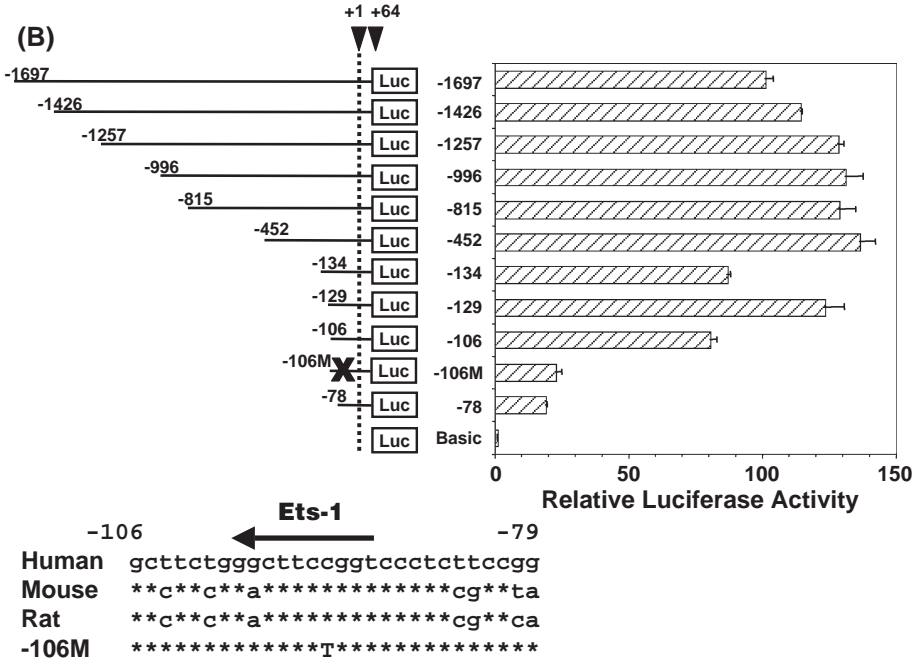 (B)
+1 +64
-1697 Luc -1697
-1426 Luc -1426
-1257 Luc -1257
-996 Luc -996
-815 Luc -815
-452 Luc -452
-134 Luc -134
-129 Luc -129
-106 Luc -106
-106M X Luc -106M
-78 Luc -78
Luc Basic
0 50 100 150
Relative Luciferase Activity
Ets-1
-106 -79
Human gcttctgggcttccggtccctcttccgg
Mouse **c**c**a*************cg**ta
Rat **c**c**a*************cg**ca
-106M *************T**************